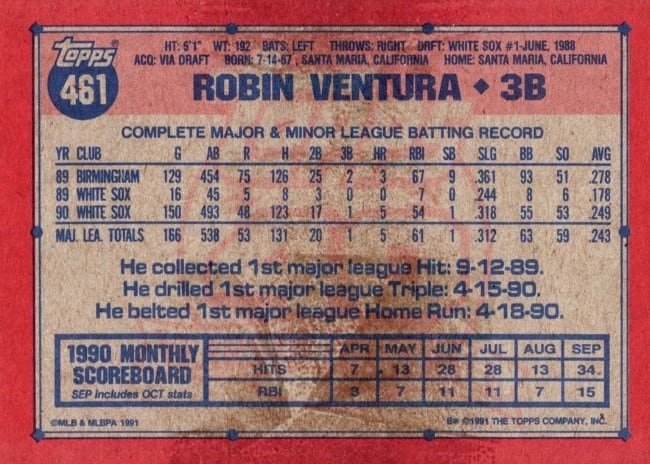 topps®
461
HT: 6'1" WT: 192 BATS: LEFT THROWS: RIGHT DRFT: WHITE SOX #1-JUNE, 1988
ACQ: VIA DRAFT BORN: 7-14-67, SANTA MARIA, CALIFORNIA HOME: SANTA MARIA, CALIFORNIA
ROBIN VENTURA ◆ 3B
COMPLETE MAJOR & MINOR LEAGUE BATTING RECORD
YR CLUB G AB R H 2B 3B HR RBI SB SLG BB SO AVG
89 BIRMINGHAM 129 454 75 126 25 2 3 67 9 .361 93 51 .278
89 WHITE SOX 16 45 5 8 3 0 0 7 0 .244 8 6 .178
90 WHITE SOX 150 493 48 123 17 1 5 54 1 .318 55 53 .249
MAJ. LEA. TOTALS 166 538 53 131 20 1 5 61 1 .312 63 59 .243
He collected 1st major league Hit: 9-12-89.
He drilled 1st major league Triple: 4-15-90.
He belted 1st major league Home Run: 4-18-90.
1990 MONTHLY
SCOREBOARD
SEP includes OCT stats
APR MAY JUN JUL AUG SEP
HITS 7 13 28 28 13 34
RBI 3 7 11 11 7 15
©MLB & MLBPA 1991
B* ©1991 THE TOPPS COMPANY, INC.